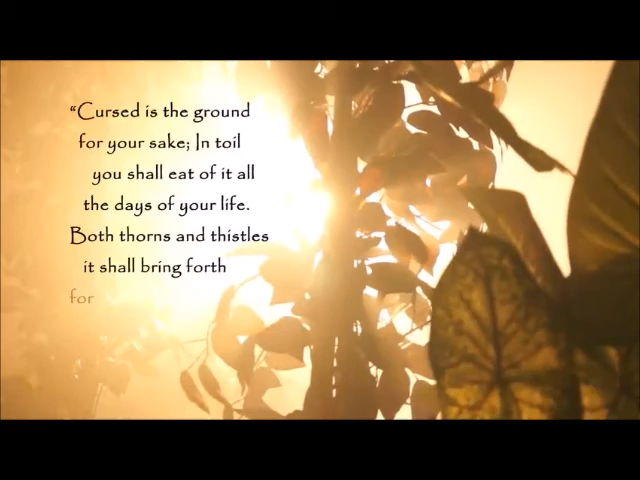 “Cursed is the ground
for your sake; In toil
you shall eat of it all
the days of your life.
Both thorns and thistles
it shall bring forth
for